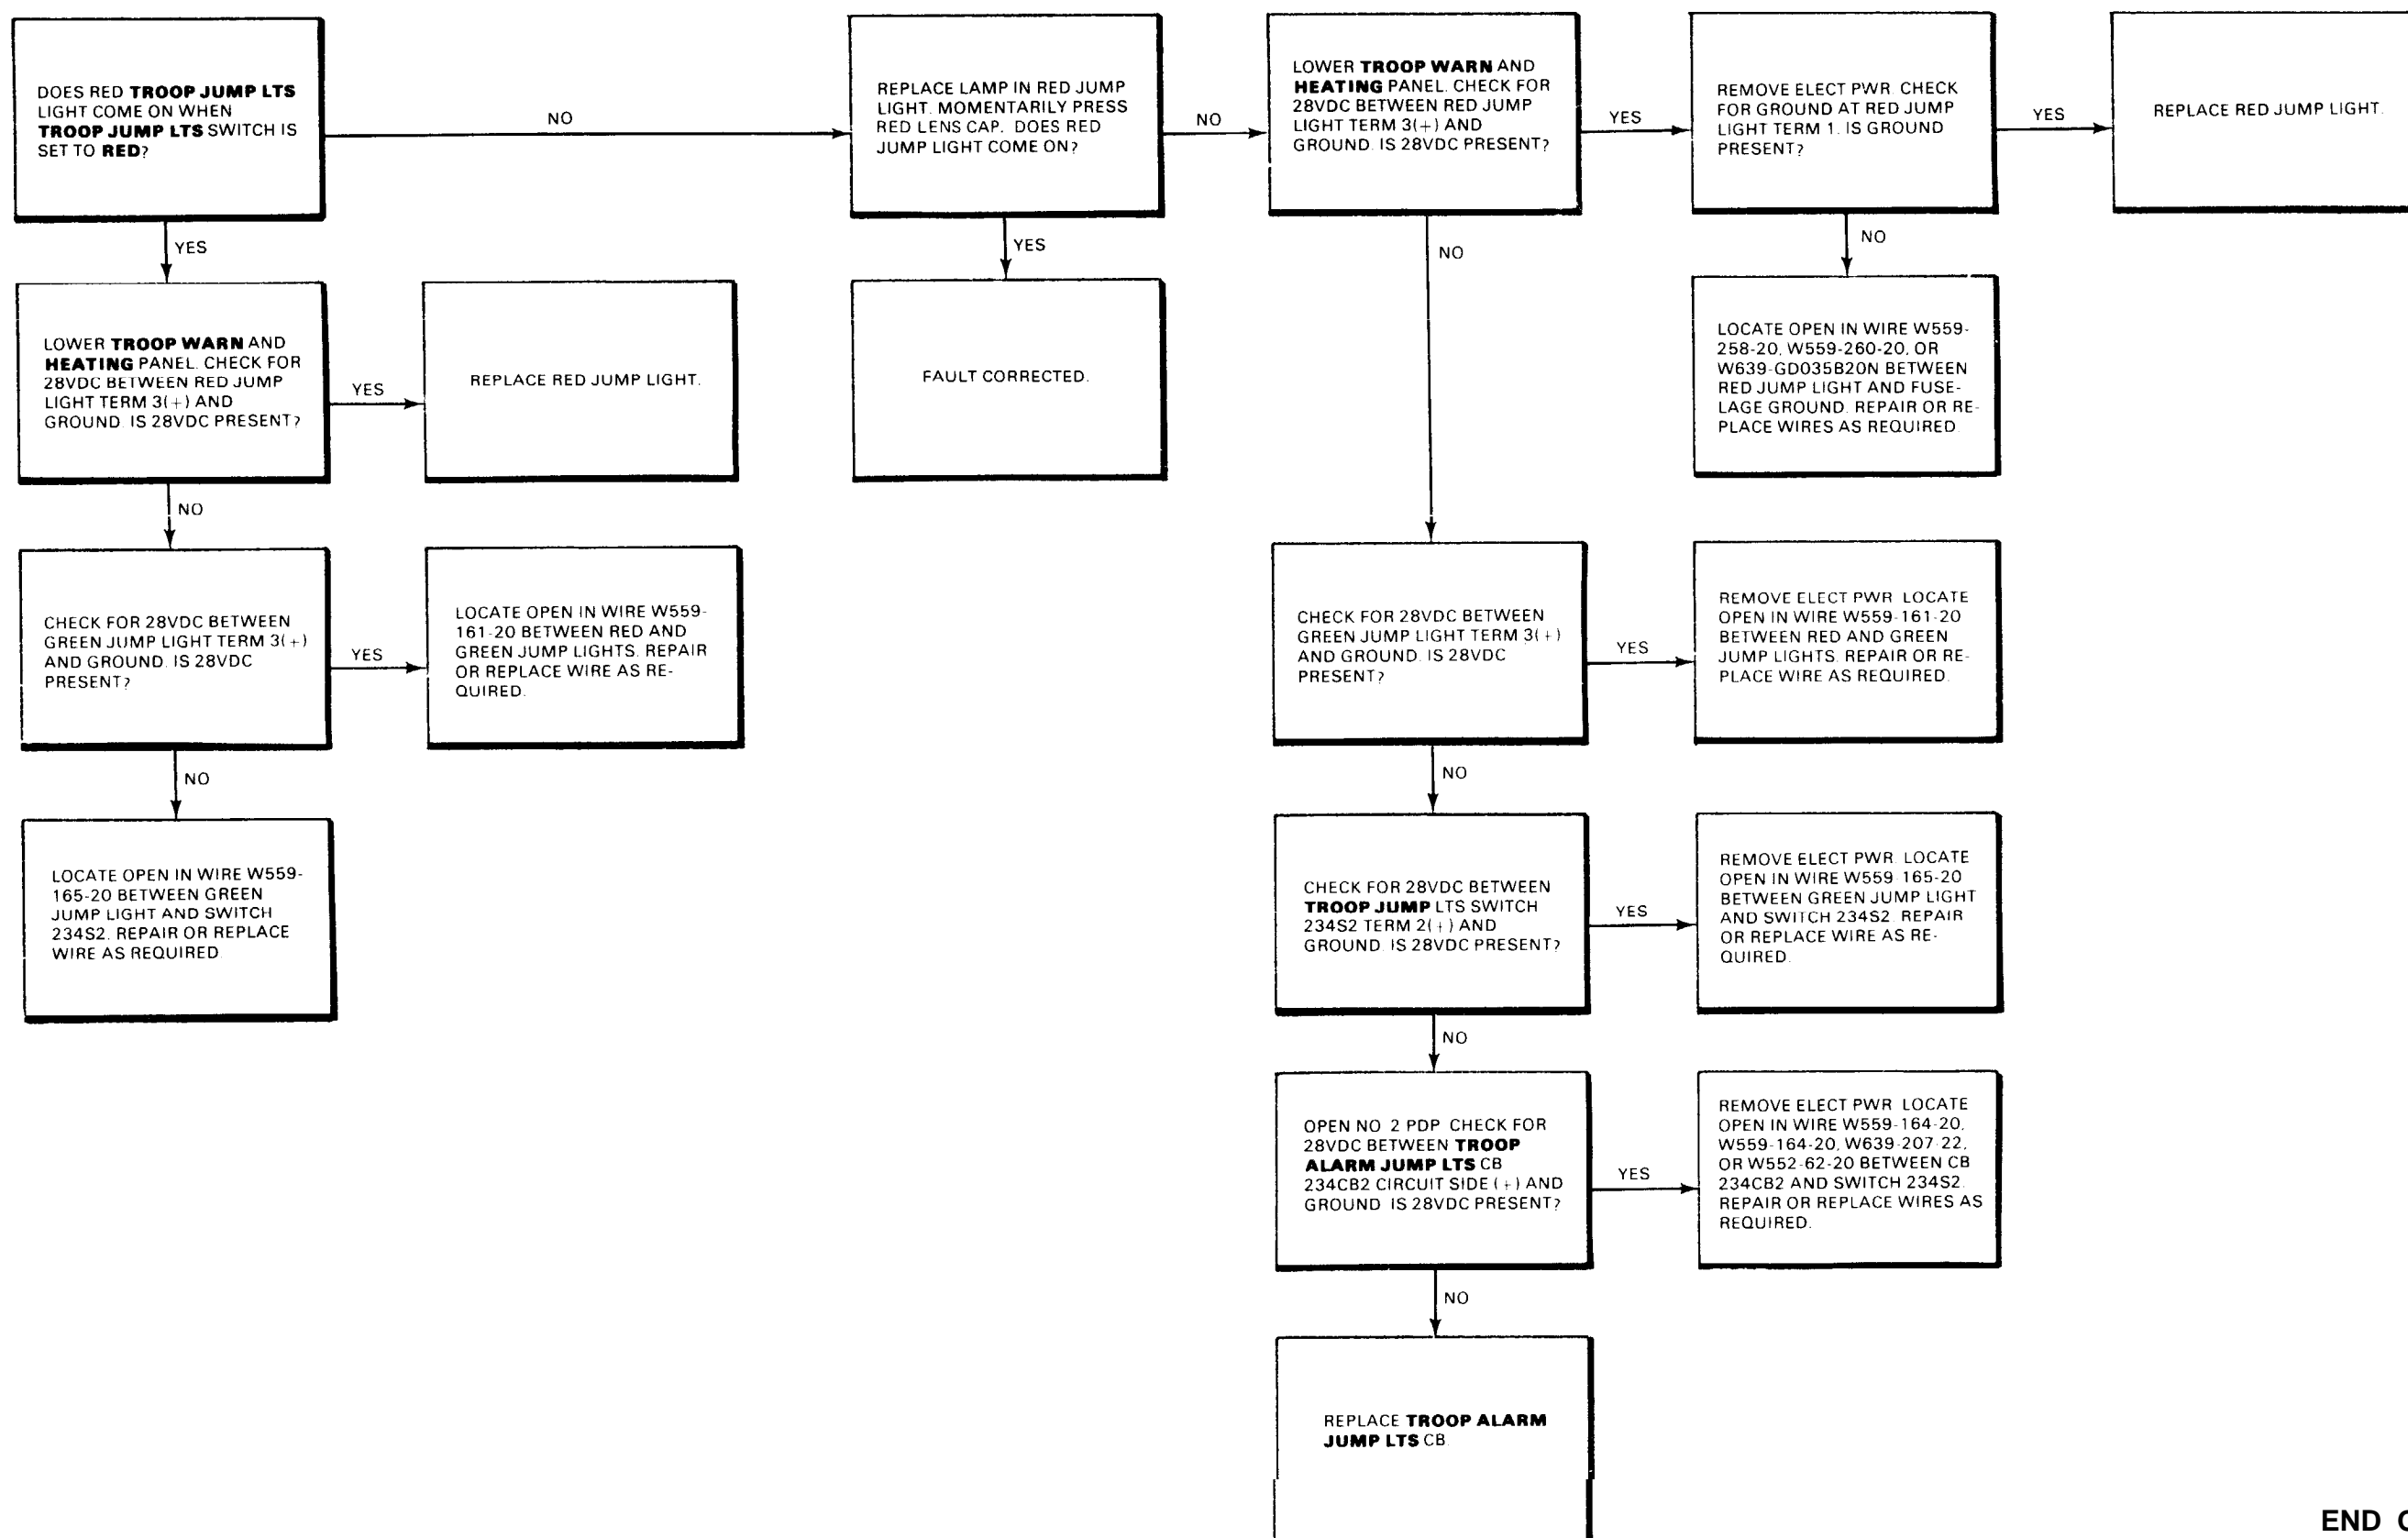 DOES RED TROOP JUMP LTS
LIGHT COME ON WHEN
TROOP JUMP LTS SWITCH IS
SET TO RED?
NO
REPLACE LAMP IN RED JUMP
LIGHT. MOMENTARILY PRESS
RED LENS CAP. DOES RED
JUMP LIGHT COME ON?
NO
LOWER TROOP WARN AND
HEATING PANEL. CHECK FOR
28VDC BETWEEN RED JUMP
LIGHT TERM 3(+) AND
GROUND. IS 28VDC PRESENT?
YES
REMOVE ELECT PWR. CHECK
FOR GROUND AT RED JUMP
LIGHT TERM 1. IS GROUND
PRESENT?
YES
REPLACE RED JUMP LIGHT.
YES
YES
NO
NO
LOWER TROOP WARN AND
HEATING PANEL. CHECK FOR
28VDC BETWEEN RED JUMP
LIGHT TERM 3(+) AND
GROUND. IS 28VDC PRESENT?
YES
REPLACE RED JUMP LIGHT.
FAULT CORRECTED.
LOCATE OPEN IN WIRE W559-
258-20, W559-260-20, OR
W639-GD035B20N BETWEEN
RED JUMP LIGHT AND FUSE-
LAGE GROUND. REPAIR OR RE-
PLACE WIRES AS REQUIRED.
NO
CHECK FOR 28VDC BETWEEN
GREEN JUMP LIGHT TERM 3(+)
AND GROUND. IS 28VDC
PRESENT?
YES
LOCATE OPEN IN WIRE W559-
161-20 BETWEEN RED AND
GREEN JUMP LIGHTS. REPAIR
OR REPLACE WIRE AS RE-
QUIRED.
CHECK FOR 28VDC BETWEEN
GREEN JUMP LIGHT TERM 3(+)
AND GROUND. IS 28VDC
PRESENT?
YES
REMOVE ELECT PWR. LOCATE
OPEN IN WIRE W559-161-20
BETWEEN RED AND GREEN
JUMP LIGHTS. REPAIR OR RE-
PLACE WIRE AS REQUIRED.
NO
NO
LOCATE OPEN IN WIRE W559-
165-20 BETWEEN GREEN
JUMP LIGHT AND SWITCH
234S2. REPAIR OR REPLACE
WIRE AS REQUIRED.
CHECK FOR 28VDC BETWEEN
TROOP JUMP LTS SWITCH
234S2 TERM 2(+) AND
GROUND. IS 28VDC PRESENT?
YES
REMOVE ELECT PWR. LOCATE
OPEN IN WIRE W559-165-20
BETWEEN GREEN JUMP LIGHT
AND SWITCH 234S2. REPAIR
OR REPLACE WIRE AS RE-
QUIRED.
NO
OPEN NO. 2 PDP. CHECK FOR
28VDC BETWEEN TROOP
ALARM JUMP LTS CB
234CB2 CIRCUIT SIDE (+) AND
GROUND. IS 28VDC PRESENT?
YES
REMOVE ELECT PWR. LOCATE
OPEN IN WIRE W559-164-20,
W559-164-20, W639-207-22,
OR W552-62-20 BETWEEN CB
234CB2 AND SWITCH 234S2.
REPAIR OR REPLACE WIRES AS
REQUIRED.
NO
REPLACE TROOP ALARM
JUMP LTS CB.
END